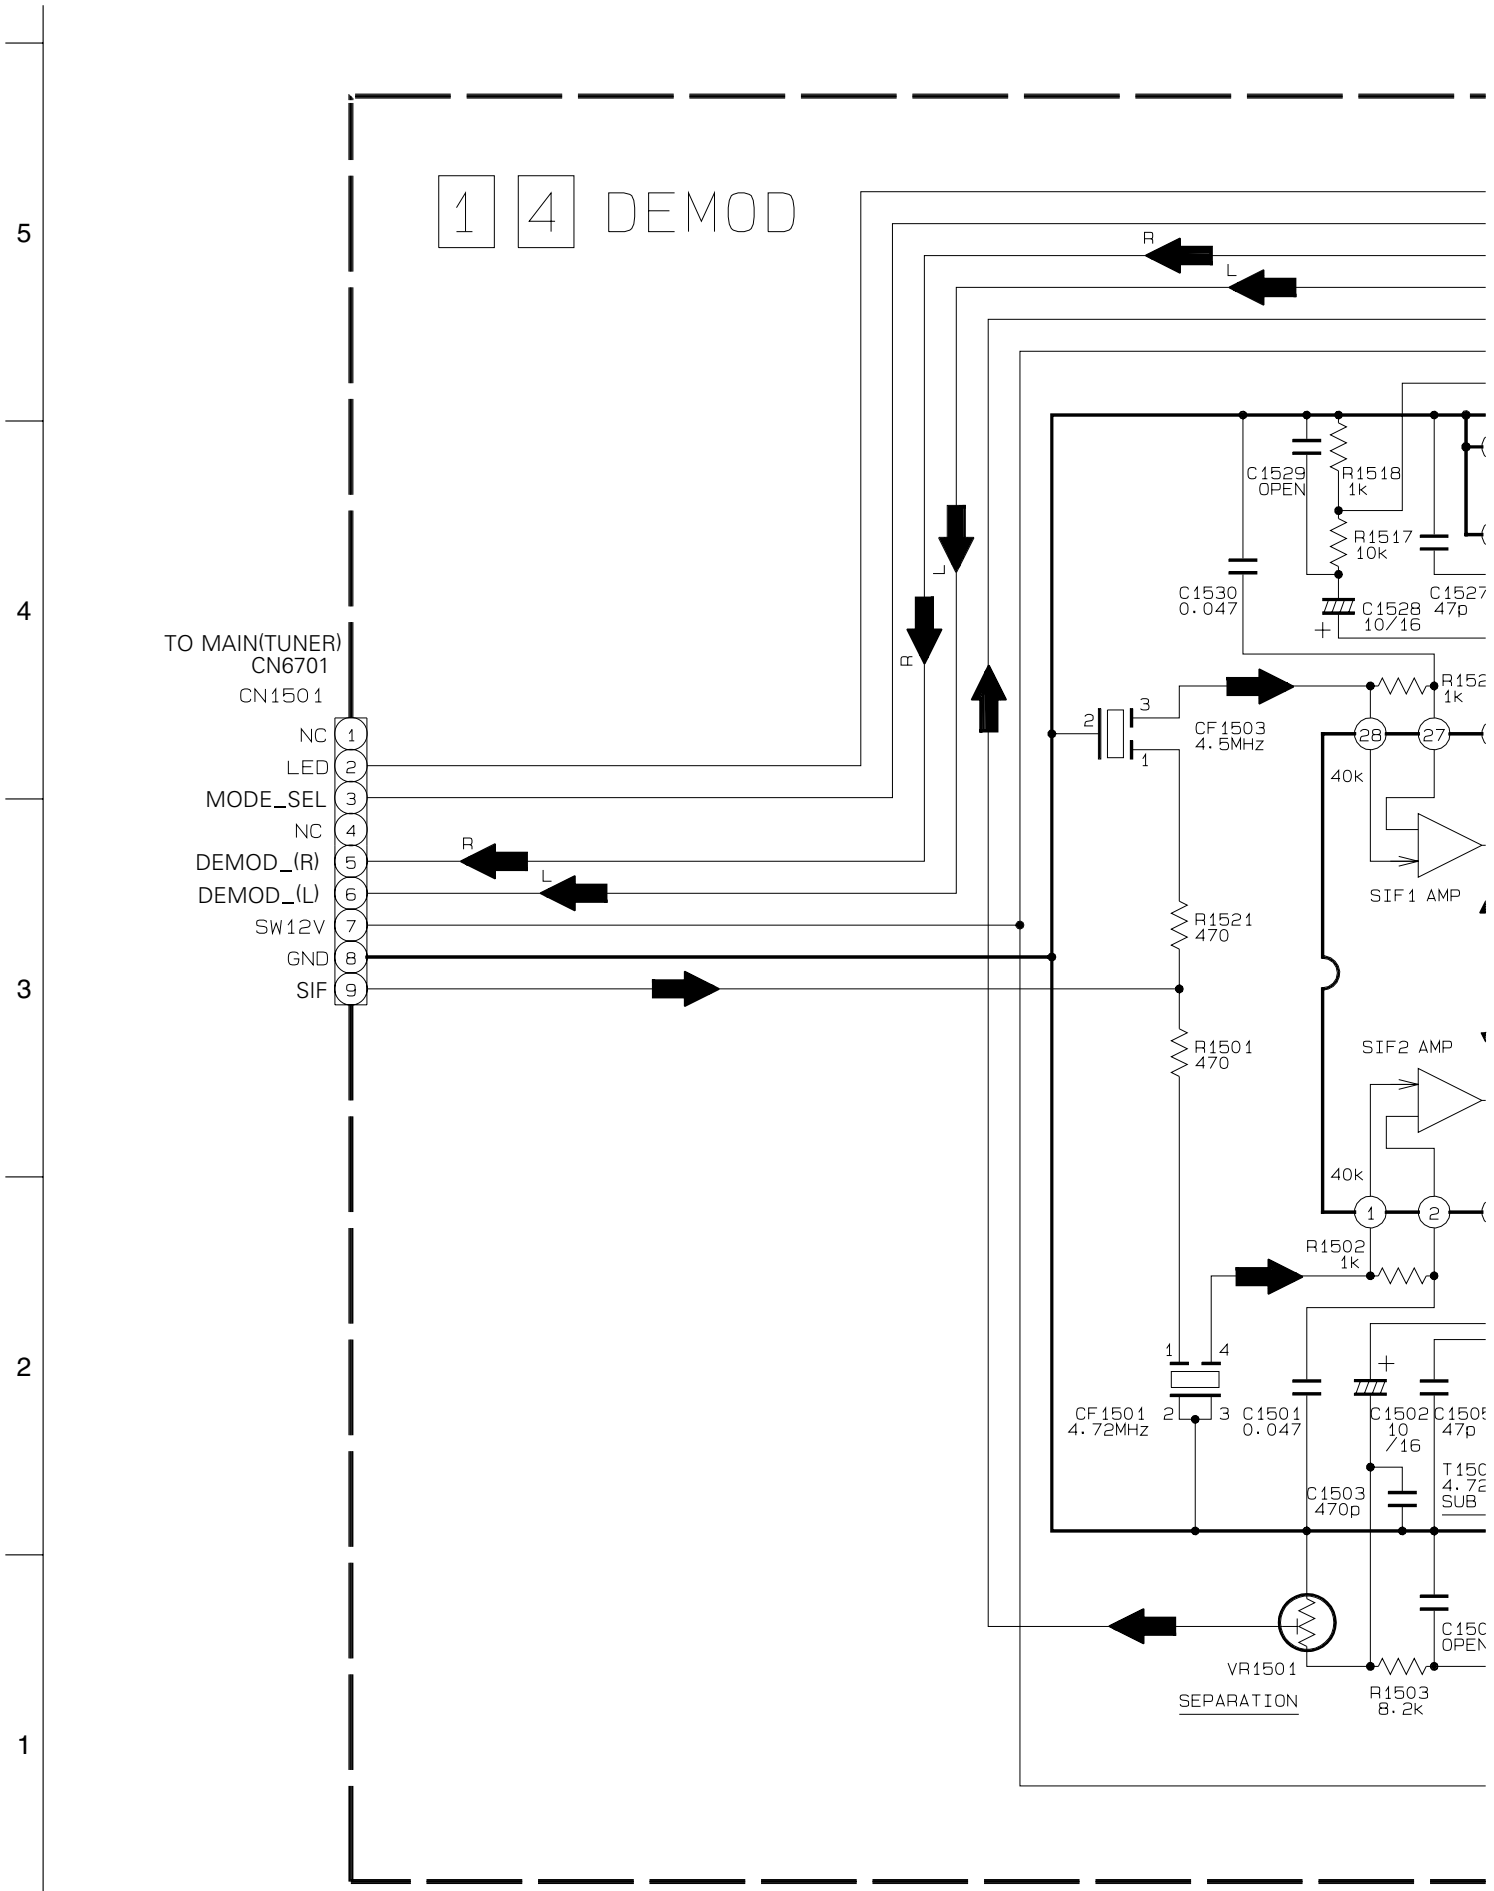 5
1 4 DEMOD
R
L
C1529
OPEN
R1518
1k
R1517
10k
L
C1530
0.047
C1528
10/16
+
C1527
47p
4
R
TO MAIN(TUNER)
CN6701
CN1501
NC 1
LED 2
MODE_SEL 3
NC 4
DEMOD_(R) 5
DEMOD_(L) 6
SW12V 7
GND 8
SIF 9
R
L
2
3
1
CF1503
4.5MHz
1k
28
27
40k
SIF1 AMP
R1521
470
3
R1501
470
SIF2 AMP
40k
1
2
R1502
1k
2
1
4
2
3
CF1501
4.72MHz
C1501
0.047
+
C1502
10
/16
47p
C1503
470p
SUB
VR1501
SEPARATION
R1503
8.2k
OPEN
1